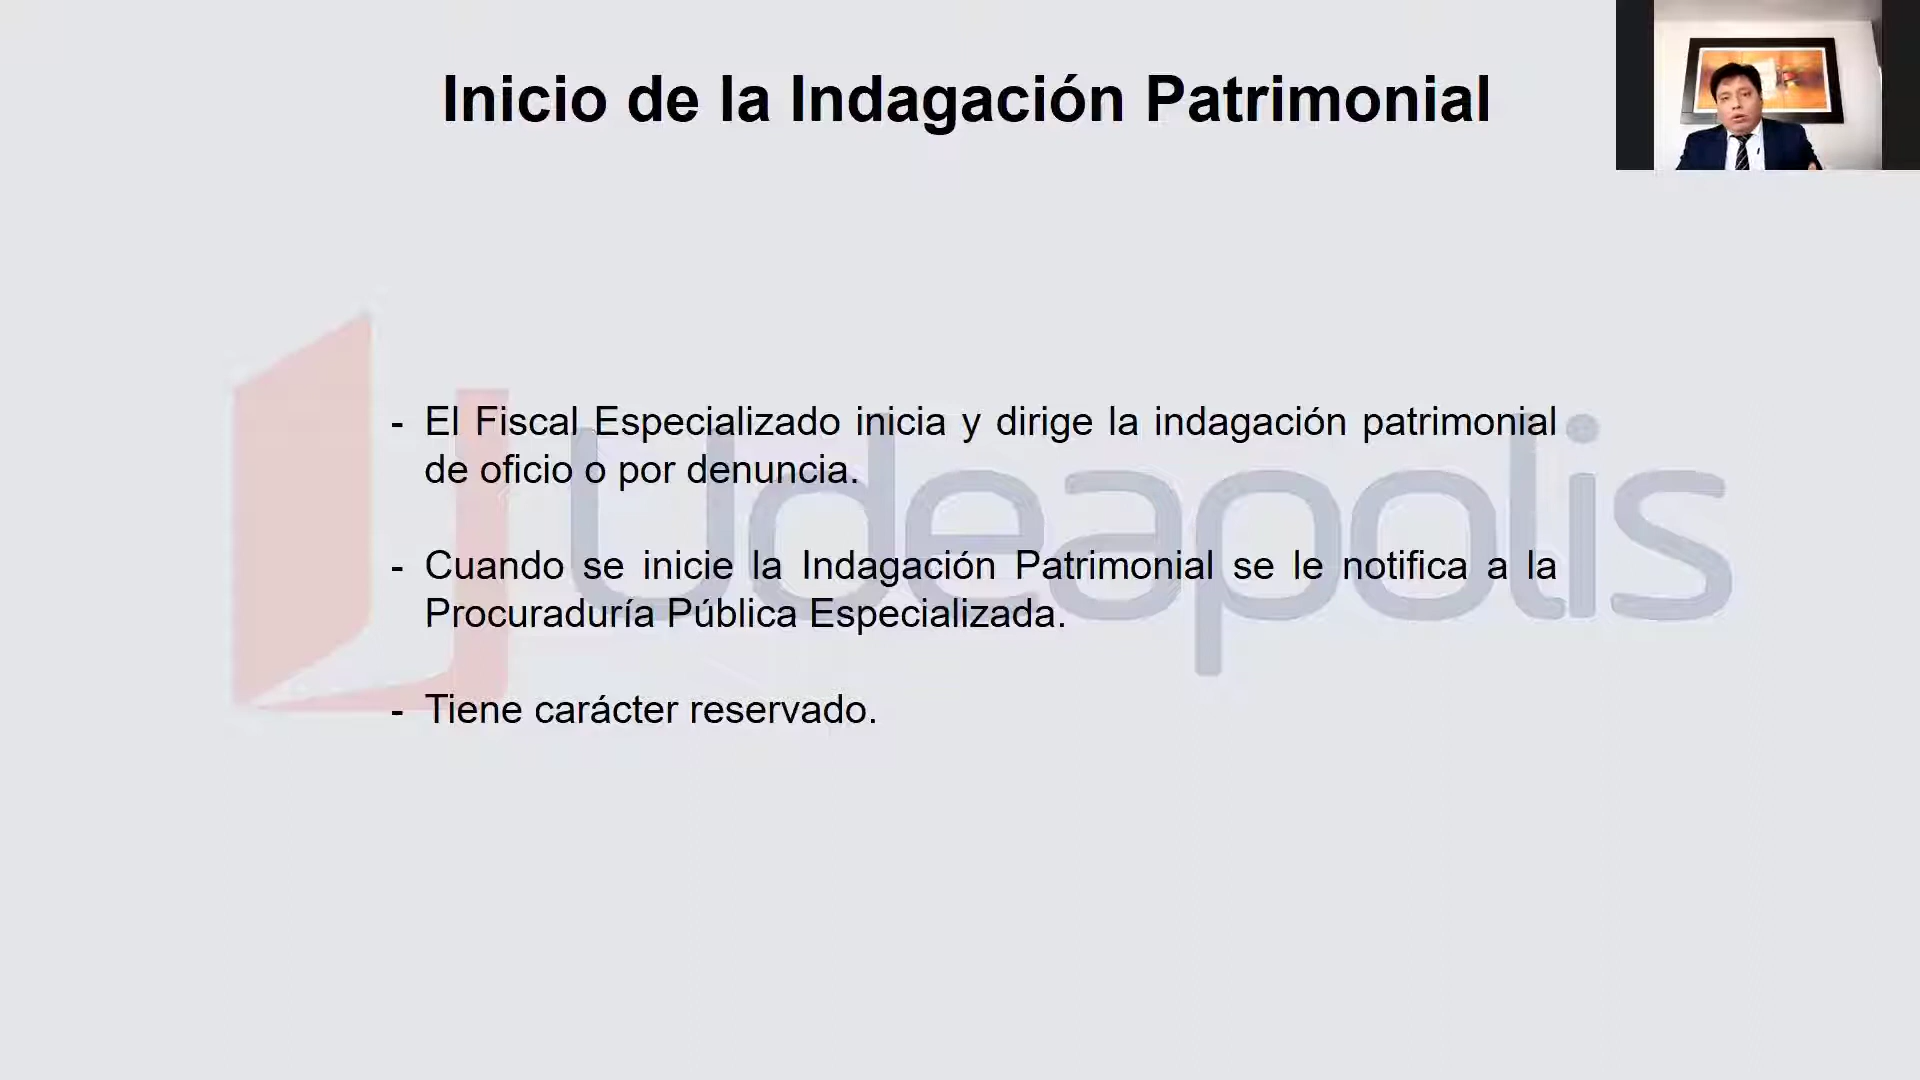 Inicio de la Indagación Patrimonial
- El Fiscal Especializado inicia y dirige la indagación patrimonial
de oficio o por denuncia.
- Cuando se inicie la Indagación Patrimonial se le notifica a la
Procuraduría Pública Especializada.
- Tiene carácter reservado.
Udeapolis